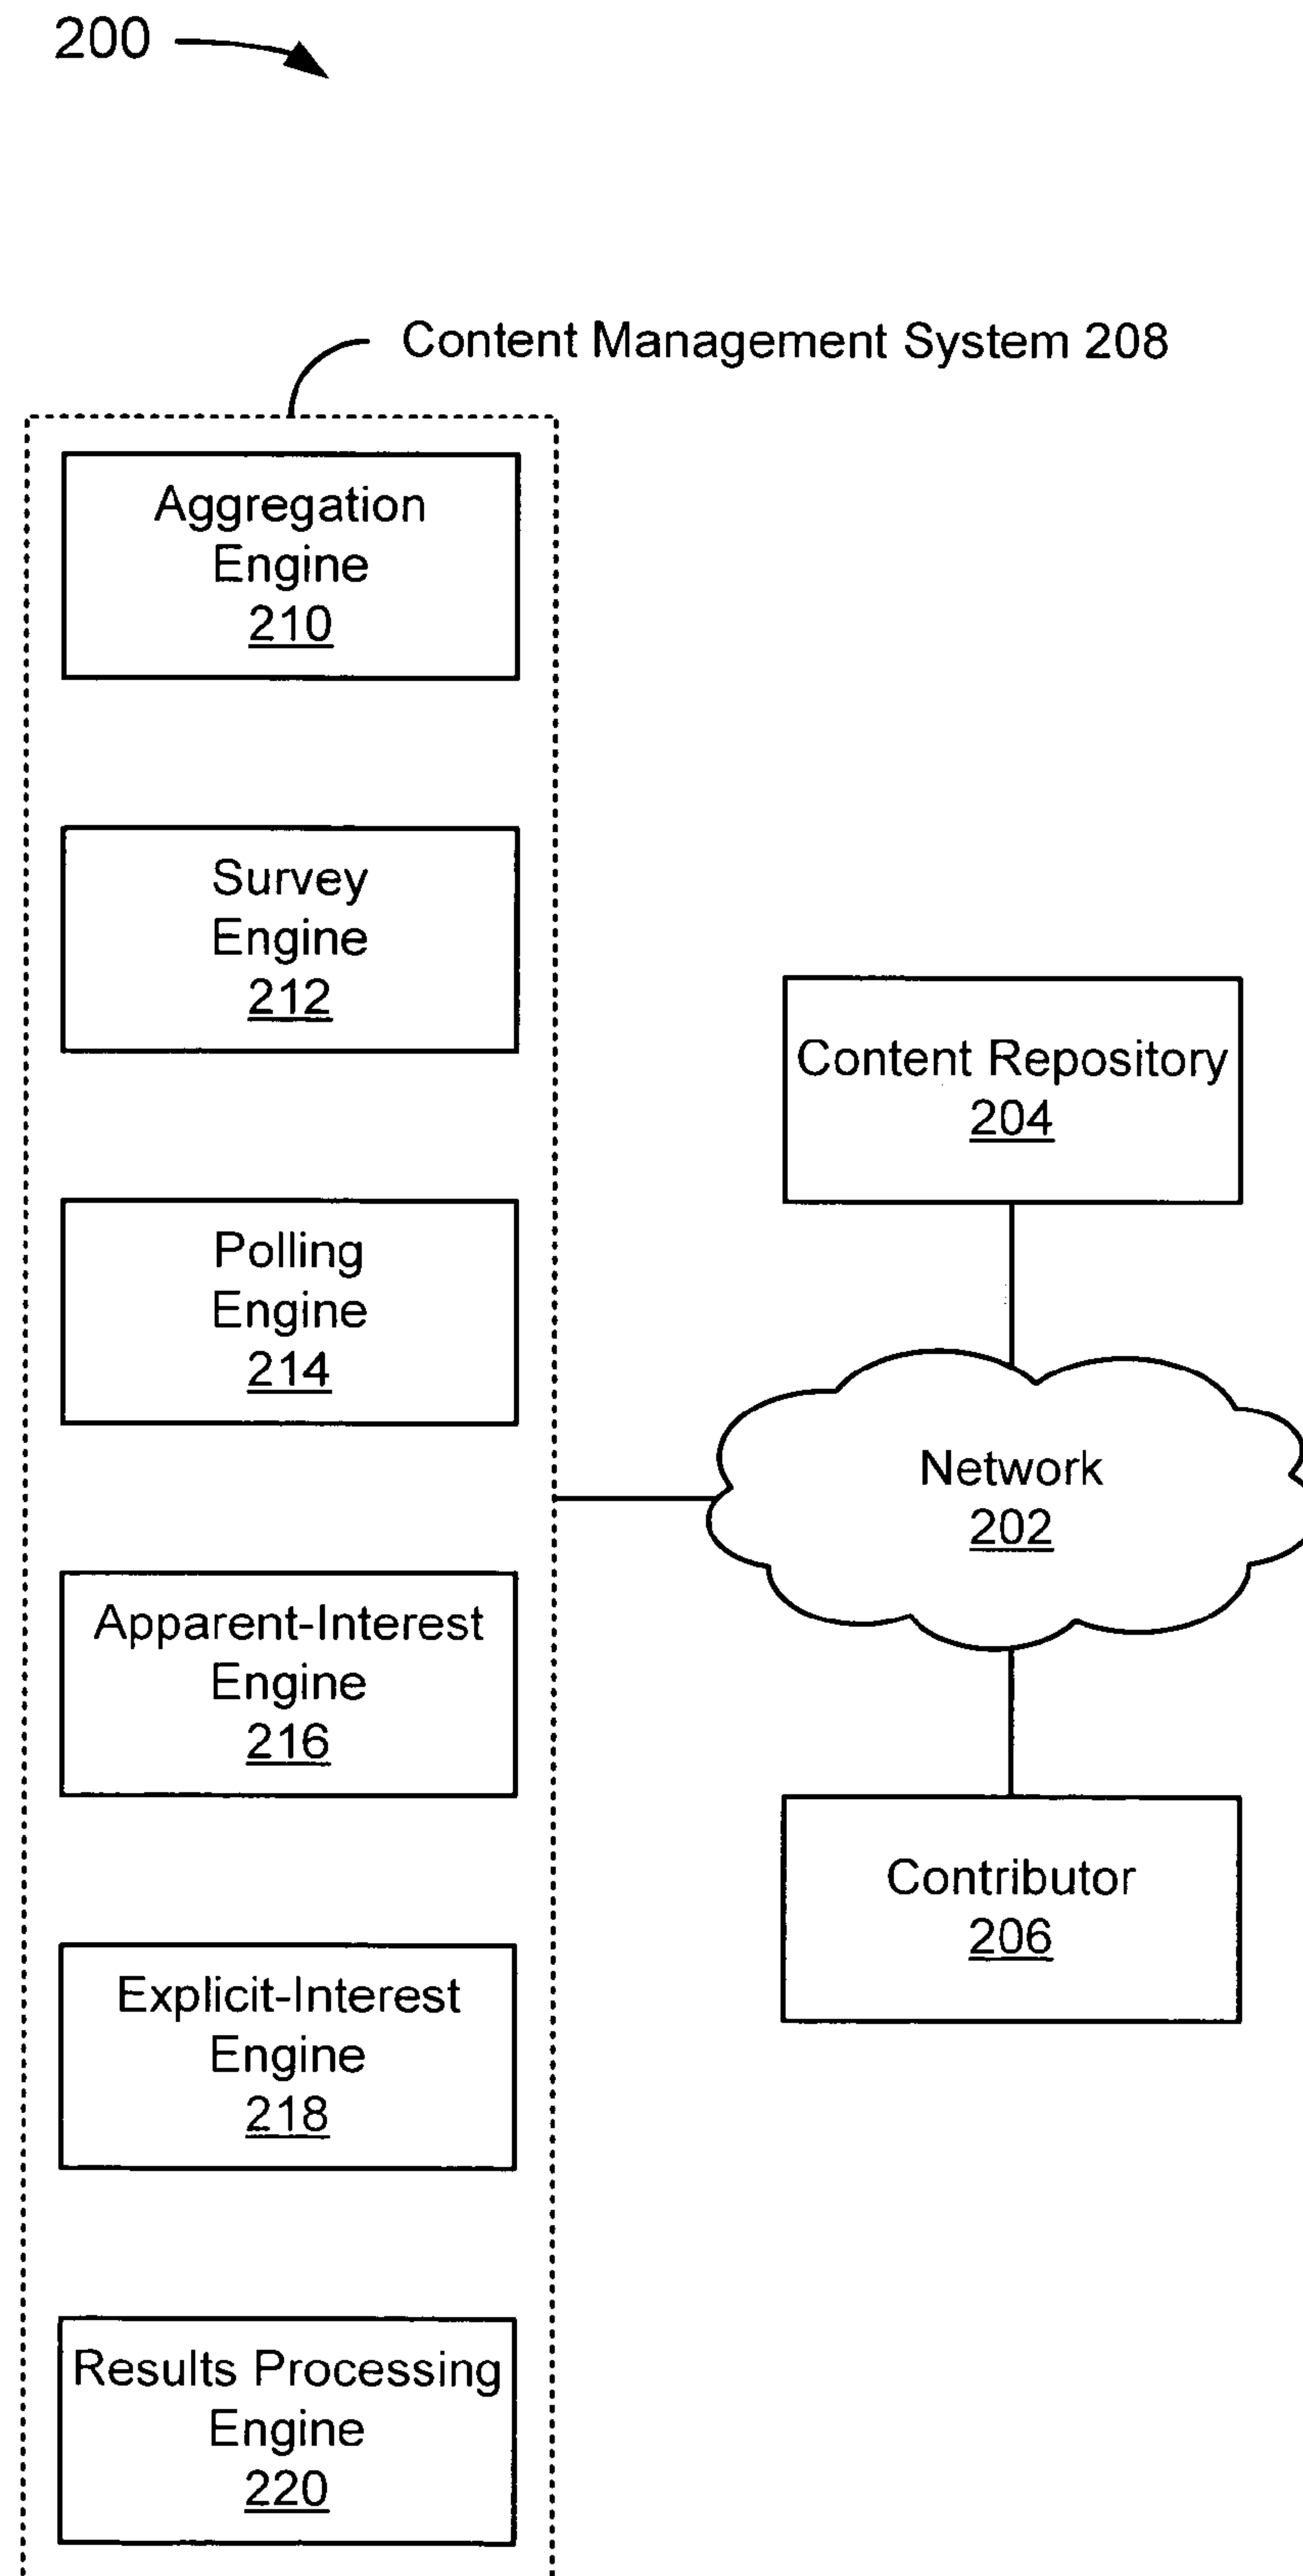 200
Content Management System 208
Aggregation
Engine
210
Survey
Engine
212
Polling
Engine
214
Apparent-Interest
Engine
216
Explicit-Interest
Engine
218
Results Processing
Engine
220
Content Repository
204
Network
202
Contributor
206